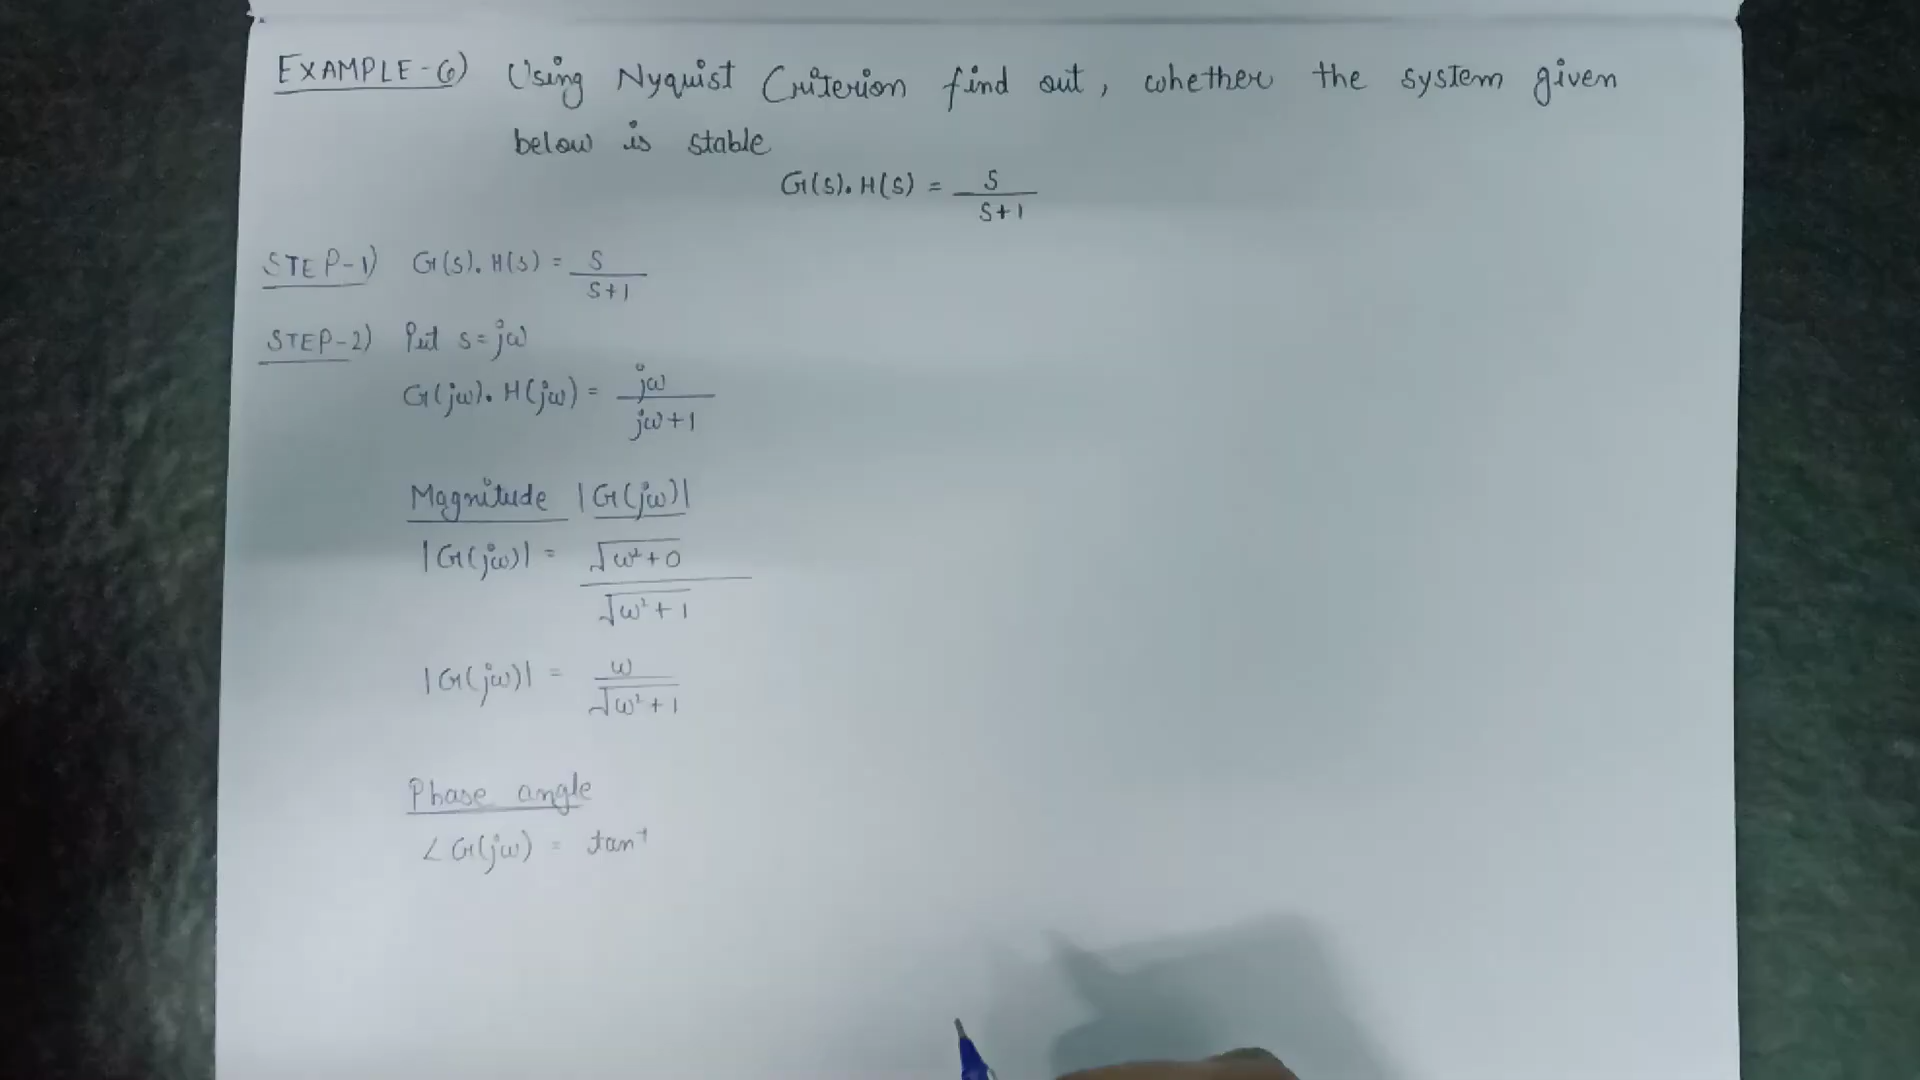 EXAMPLE-6) Using Nyquist Criterion find out, whether the system given
below is stable
G(s).H(s) = s/(s+1)
STEP-1) G(s).H(s) = s/(s+1)
STEP-2) Put s=jω
G(jω).H(jω) = jω/(jω+1)
Magnitude |G(jω)|
|G(jω)| = √(ω²+0)/√(ω²+1)
|G(jω)| = ω/√(ω²+1)
Phase angle
∠G(jω) = tan⁻¹